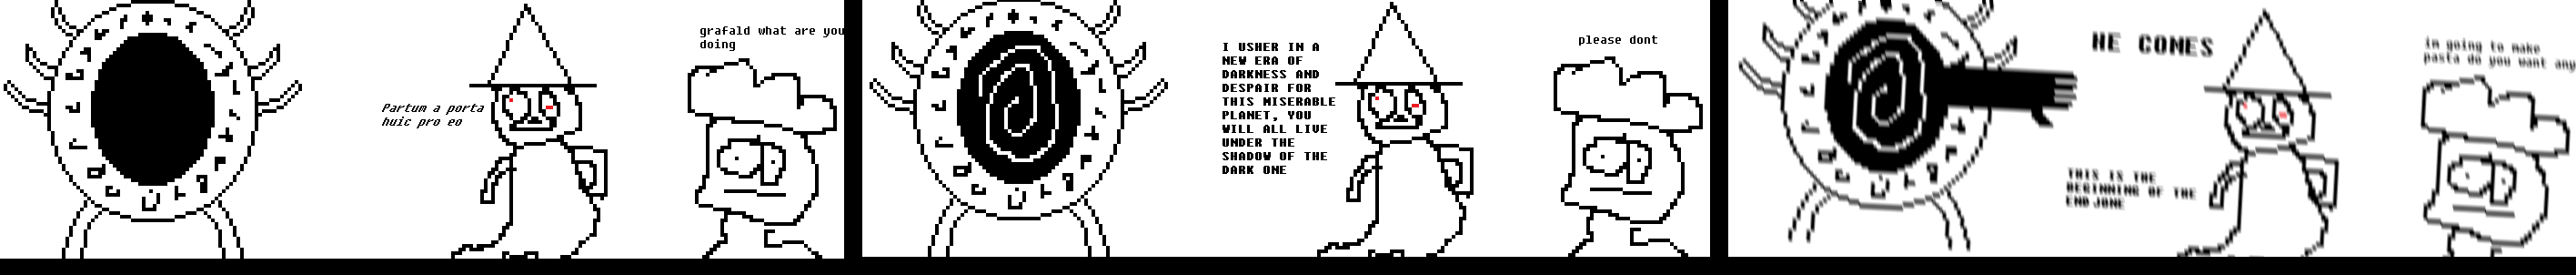 grafald what are you
doing
Partum a porta
huic pro eo
please dont
I USHER IN A
NEW ERA OF
DARKNESS AND
DESPAIR FOR
THIS MISERABLE
PLANET, YOU
WILL ALL LIVE
UNDER THE
SHADOW OF THE
DARK ONE
HE COMES
im going to make
pasta do you want any
THIS IS THE
BEGINNING OF THE
END JONE